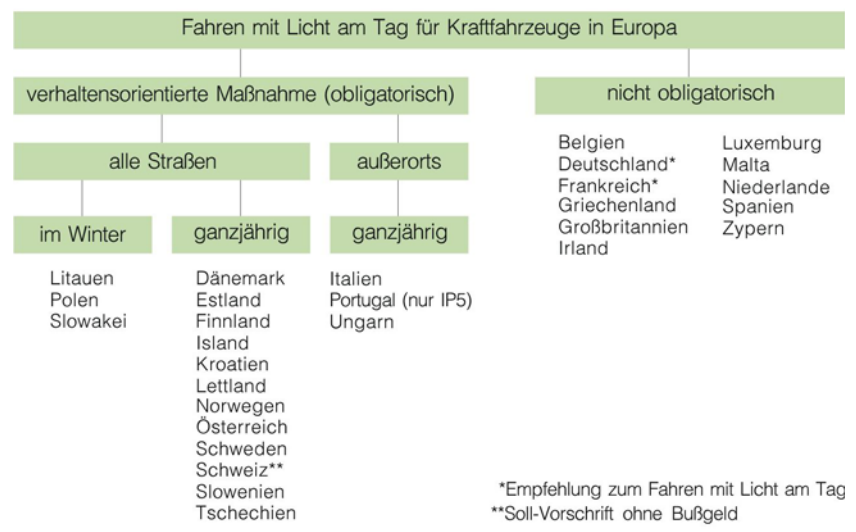 Fahren mit Licht am Tag für Kraftfahrzeuge in Europa
verhaltensorientierte Maßnahme (obligatorisch)
alle Straßen
im Winter
Litauen
Polen
Slowakei
ganzjährig
Dänemark
Estland
Finnland
Island
Kroatien
Lettland
Norwegen
Österreich
Schweden
Schweiz**
Slowenien
Tschechien
außerorts
ganzjährig
Italien
Portugal (nur IP5)
Ungarn
nicht obligatorisch
Belgien
Deutschland*
Frankreich*
Griechenland
Großbritannien
Irland
Luxemburg
Malta
Niederlande
Spanien
Zypern
*Empfehlung zum Fahren mit Licht am Tag
**Soll-Vorschrift ohne Bußgeld